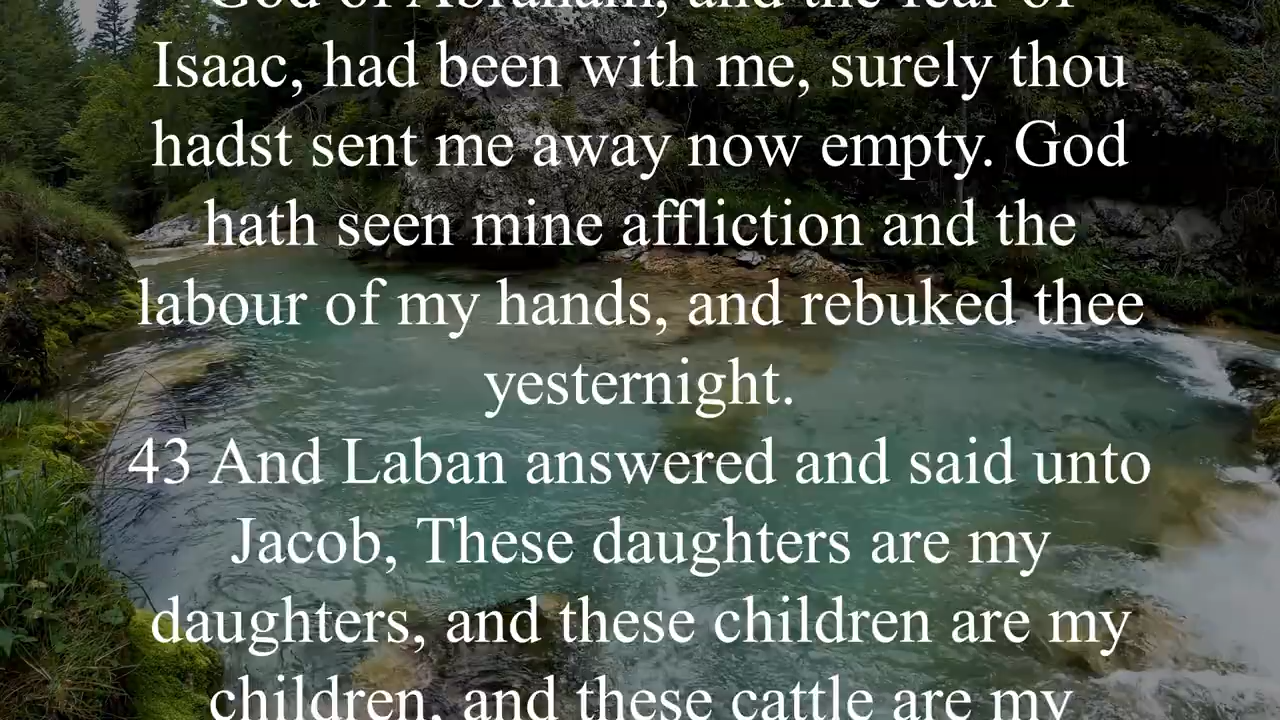 God of Abraham, and the fear of
Isaac, had been with me, surely thou
hadst sent me away now empty. God
hath seen mine affliction and the
labour of my hands, and rebuked thee
yesternight.
43 And Laban answered and said unto
Jacob, These daughters are my
daughters, and these children are my
children, and these cattle are my